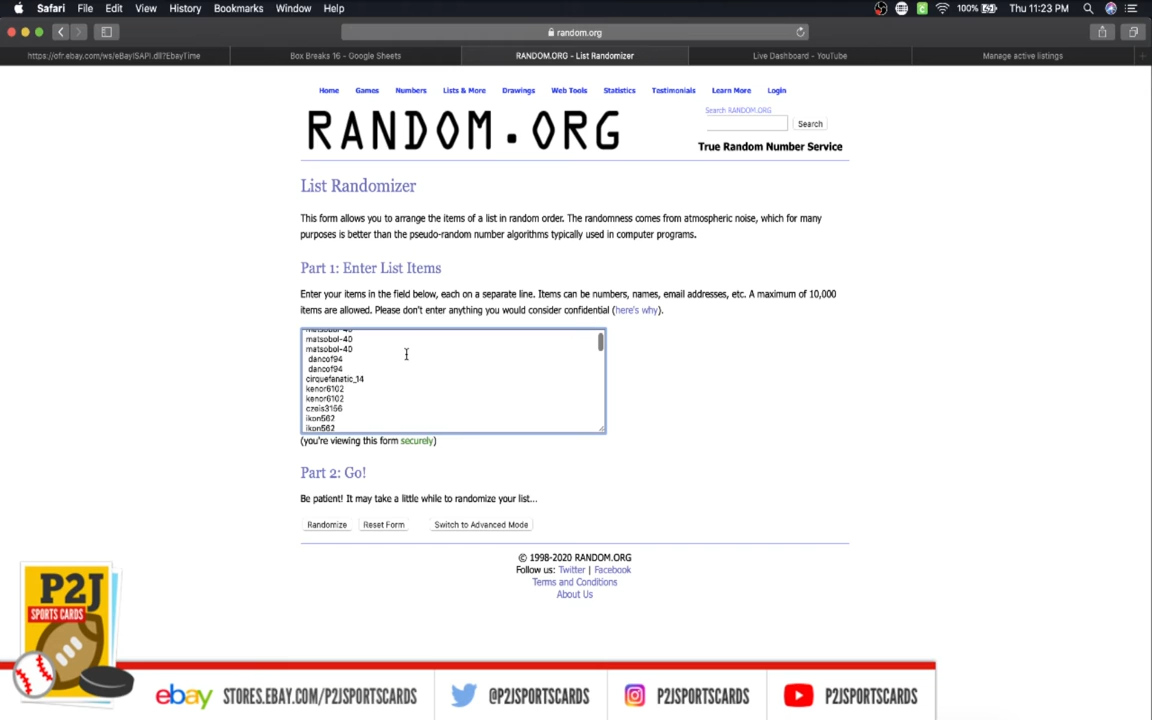 Safari File Edit View History Bookmarks Window Help 100% Thu 11:23 PM
random.org
https://ofr.ebay.com/ws/eBayISAPI.dll?EbayTime Box Breaks 16 - Google Sheets RANDOM.ORG - List Randomizer Live Dashboard - YouTube Manage active listings
Home Games Numbers Lists & More Drawings Web Tools Statistics Testimonials Learn More Login
Search RANDOM.ORG
RANDOM.ORG
Search
True Random Number Service
List Randomizer
This form allows you to arrange the items of a list in random order. The randomness comes from atmospheric noise, which for many
purposes is better than the pseudo-random number algorithms typically used in computer programs.
Part 1: Enter List Items
Enter your items in the field below, each on a separate line. Items can be numbers, names, email addresses, etc. A maximum of 10,000
items are allowed. Please don't enter anything you would consider confidential (here's why).
matsobol-40
matsobol-40
matsobol-40
dancof94
dancof94
cirquefanatic_14
kenor6102
kenor6102
czeis3156
ikon562
ikon562
(you're viewing this form securely)
Part 2: Go!
Be patient! It may take a little while to randomize your list...
Randomize Reset Form Switch to Advanced Mode
© 1998-2020 RANDOM.ORG
Follow us: Twitter | Facebook
Terms and Conditions
About Us
P2J
SPORTS CARDS
ebay STORES.EBAY.COM/P2JSPORTSCARDS @P2JSPORTSCARDS P2JSPORTSCARDS P2JSPORTSCARDS